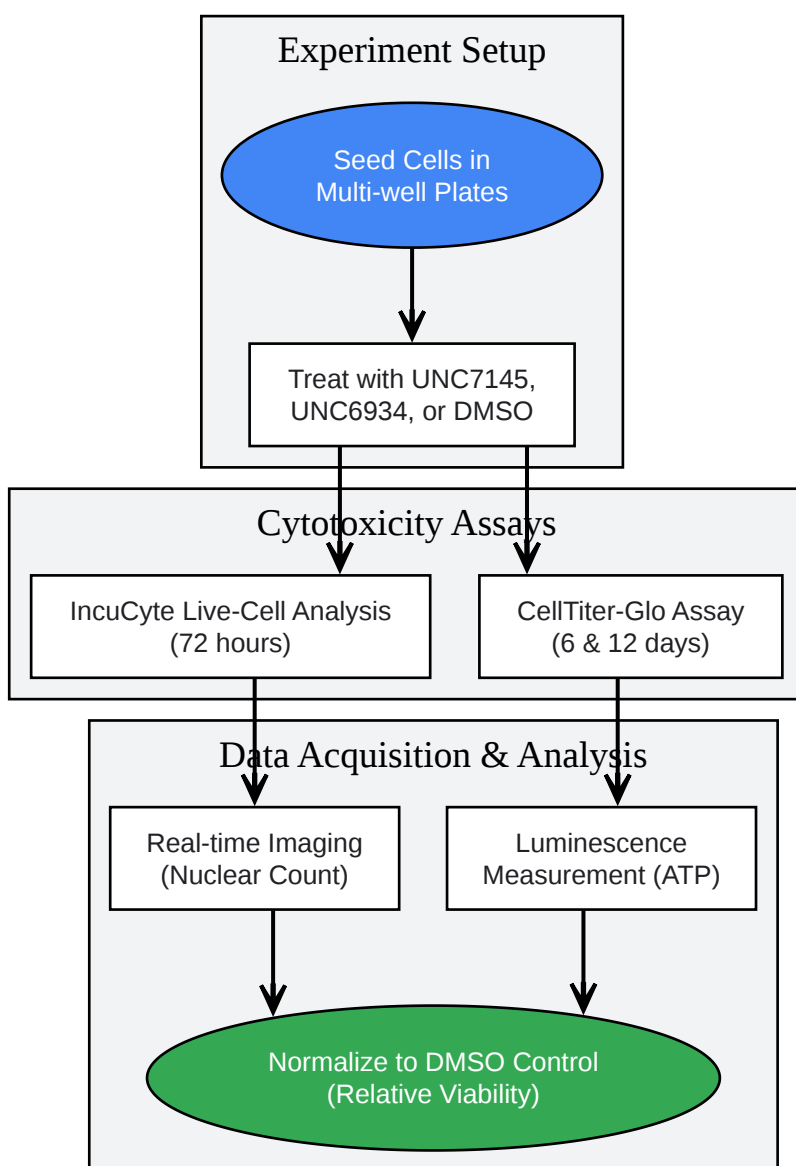 Experiment Setup
Seed Cells in
Multi-well Plates
Treat with UNC7145,
UNC6934, or DMSO
Cytotoxicity Assays
IncuCyte Live-Cell Analysis
(72 hours)
CellTiter-Glo Assay
(6 & 12 days)
Data Acquisition & Analysis
Real-time Imaging
(Nuclear Count)
Luminescence
Measurement (ATP)
Normalize to DMSO Control
(Relative Viability)